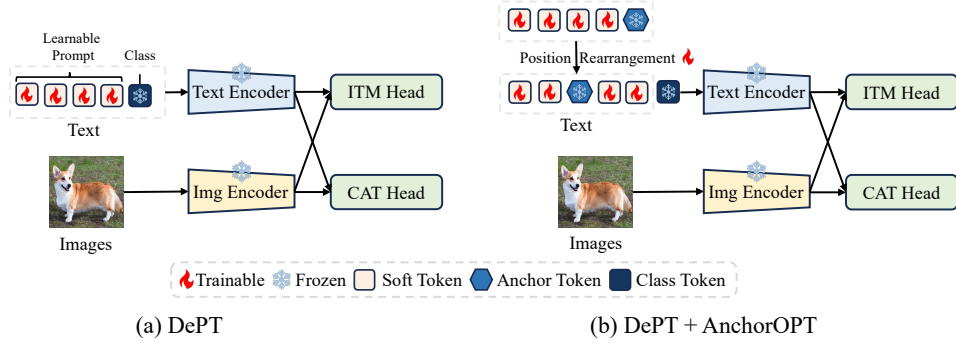 Learnable
Prompt
Class
Text Encoder
ITM Head
Text
Img Encoder
CAT Head
Images
Position Rearrangement
Text Encoder
ITM Head
Text
Img Encoder
CAT Head
Images
Trainable Frozen Soft Token Anchor Token Class Token
(a) DePT
(b) DePT + AnchorOPT